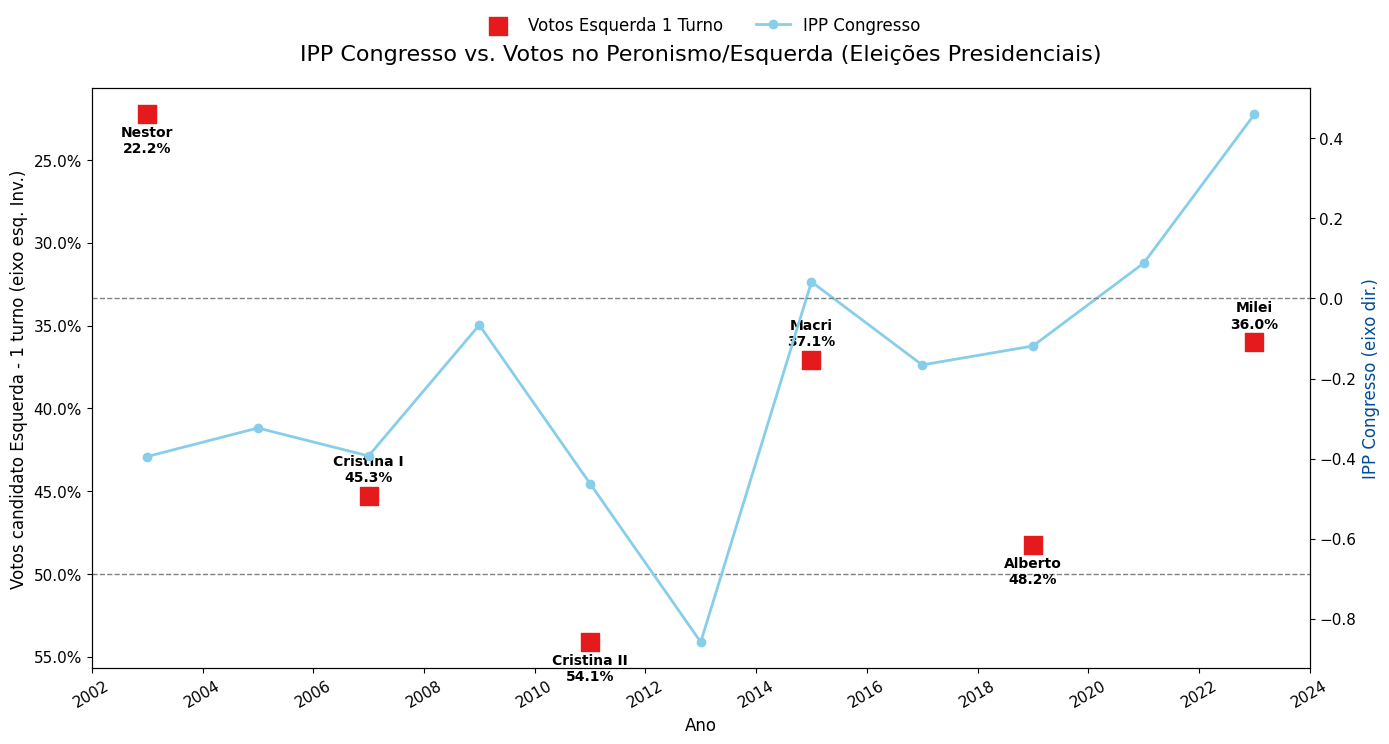 Votos Esquerda 1 Turno
IPP Congresso
IPP Congresso vs. Votos no Peronismo/Esquerda (Eleições Presidenciais)
Votos candidato Esquerda - 1 turno (eixo esq. Inv.)
25.0%
30.0%
35.0%
40.0%
45.0%
50.0%
55.0%
Nestor
22.2%
Cristina I
45.3%
Cristina II
54.1%
Macri
37.1%
Alberto
48.2%
Milei
36.0%
0.4
0.2
0.0
−0.2
−0.4
−0.6
−0.8
IPP Congresso (eixo dir.)
2002
2004
2006
2008
2010
2012
2014
2016
2018
2020
2022
2024
Ano